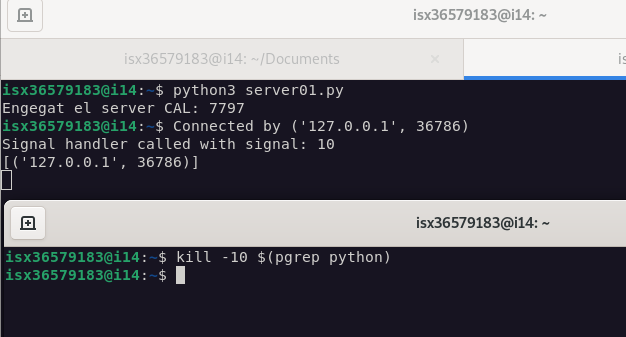 isx36579183@i14: ~
isx36579183@i14: ~/Documents × is
isx36579183@i14:~$ python3 server01.py
Engegat el server CAL: 7797
isx36579183@i14:~$ Connected by ('127.0.0.1', 36786)
Signal handler called with signal: 10
[('127.0.0.1', 36786)]
isx36579183@i14: ~
isx36579183@i14:~$ kill -10 $(pgrep python)
isx36579183@i14:~$